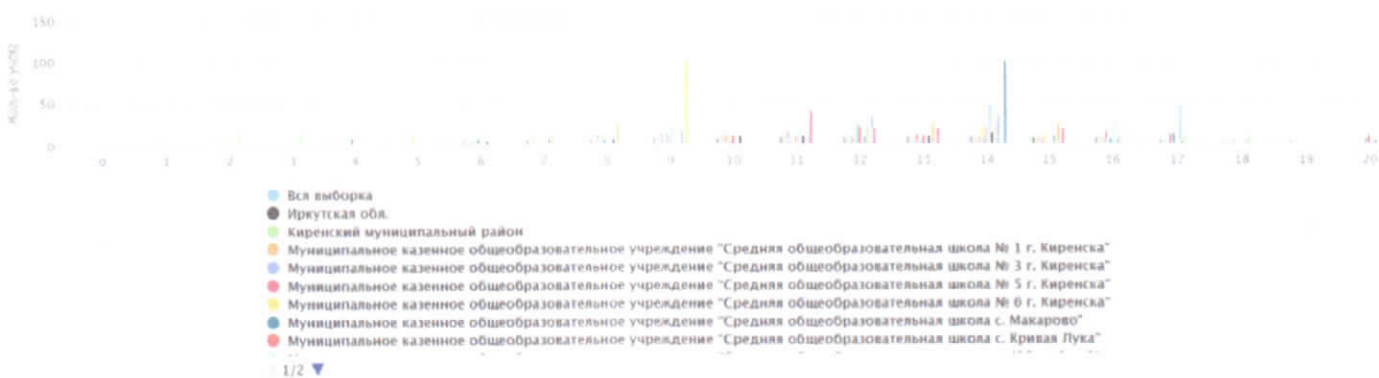 150
100
50
0
0 1 2 3 4 5 6 7 8 9 10 11 12 13 14 15 16 17 18 19 20
Вся выборка
Иркутская обл.
Киренский муниципальный район
Муниципальное казенное общеобразовательное учреждение "Средняя общеобразовательная школа № 1 г. Киренска"
Муниципальное казенное общеобразовательное учреждение "Средняя общеобразовательная школа № 3 г. Киренска"
Муниципальное казенное общеобразовательное учреждение "Средняя общеобразовательная школа № 5 г. Киренска"
Муниципальное казенное общеобразовательное учреждение "Средняя общеобразовательная школа № 6 г. Киренска"
Муниципальное казенное общеобразовательное учреждение "Средняя общеобразовательная школа с. Макарово"
Муниципальное казенное общеобразовательное учреждение "Средняя общеобразовательная школа с. Кривая Лука"
1/2